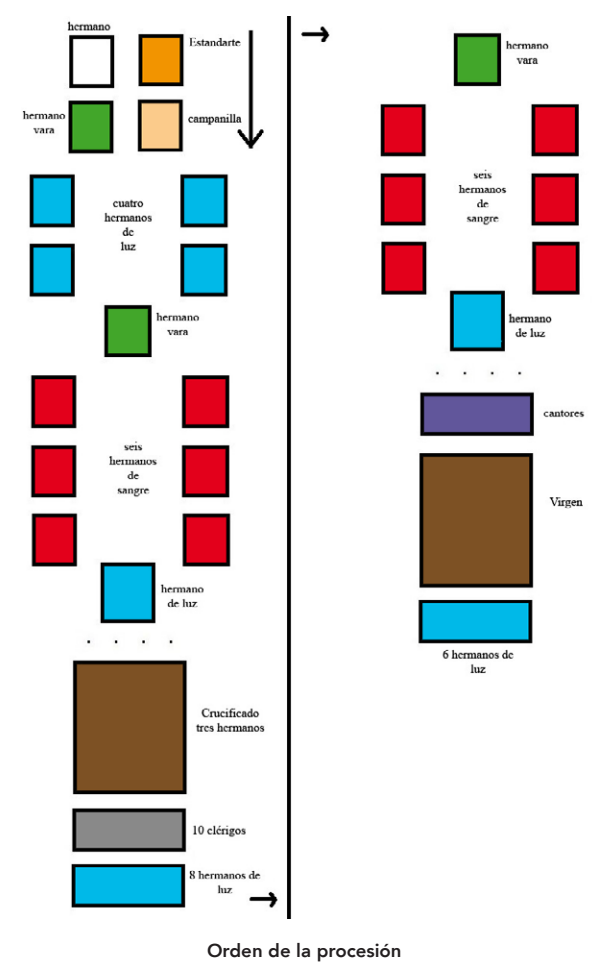 hermano
Estandarte
hermano
vara
campanilla
cuatro
hermanos
de
luz
hermano
vara
seis
hermanos
de
sangre
hermano
de luz
. . . .
Crucificado
tres hermanos
10 clérigos
8 hermanos de
luz
hermano
vara
seis
hermanos
de
sangre
hermano
de luz
. . . .
cantores
Virgen
6 hermanos de
luz
Orden de la procesión